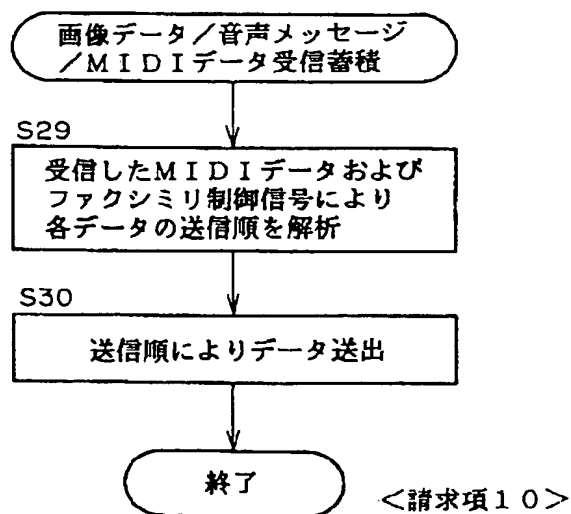 画像データ/音声メッセージ
/MIDIデータ受信蓄積
S29
受信したMIDIデータおよび
ファクシミリ制御信号により
各データの送信順を解析
S30
送信順によりデータ送出
終了
<請求項10>